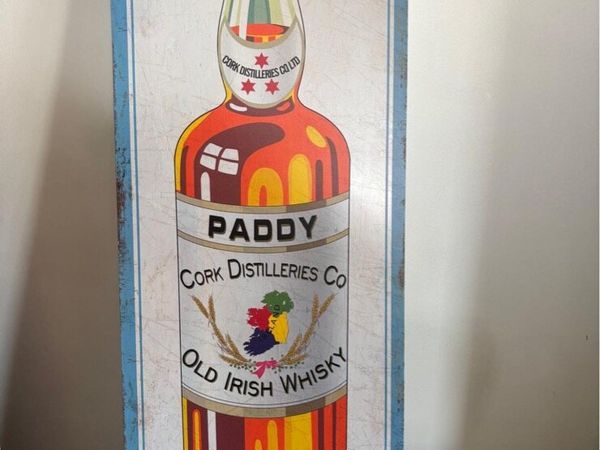 CORK DISTILLERIES CO LTD
PADDY
CORK DISTILLERIES CO
OLD IRISH WHISKY